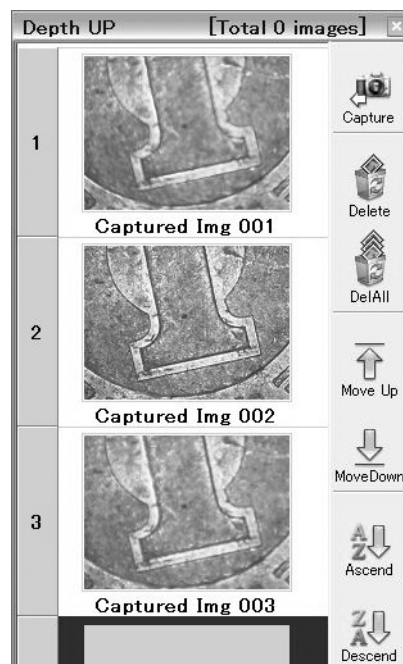 Depth UP [Total 0 images]
1
Captured Img 001
2
Captured Img 002
3
Captured Img 003
Capture
Delete
DelAll
Move Up
MoveDown
A
Z
Ascend
Z
A
Descend